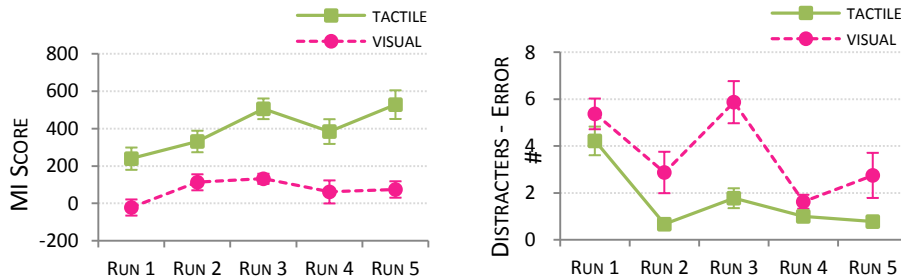 TACTILE
VISUAL
MI SCORE
800
600
400
200
0
-200
RUN 1 RUN 2 RUN 3 RUN 4 RUN 5
TACTILE
VISUAL
DISTRACTERS - ERROR
#
8
6
4
2
0
RUN 1 RUN 2 RUN 3 RUN 4 RUN 5